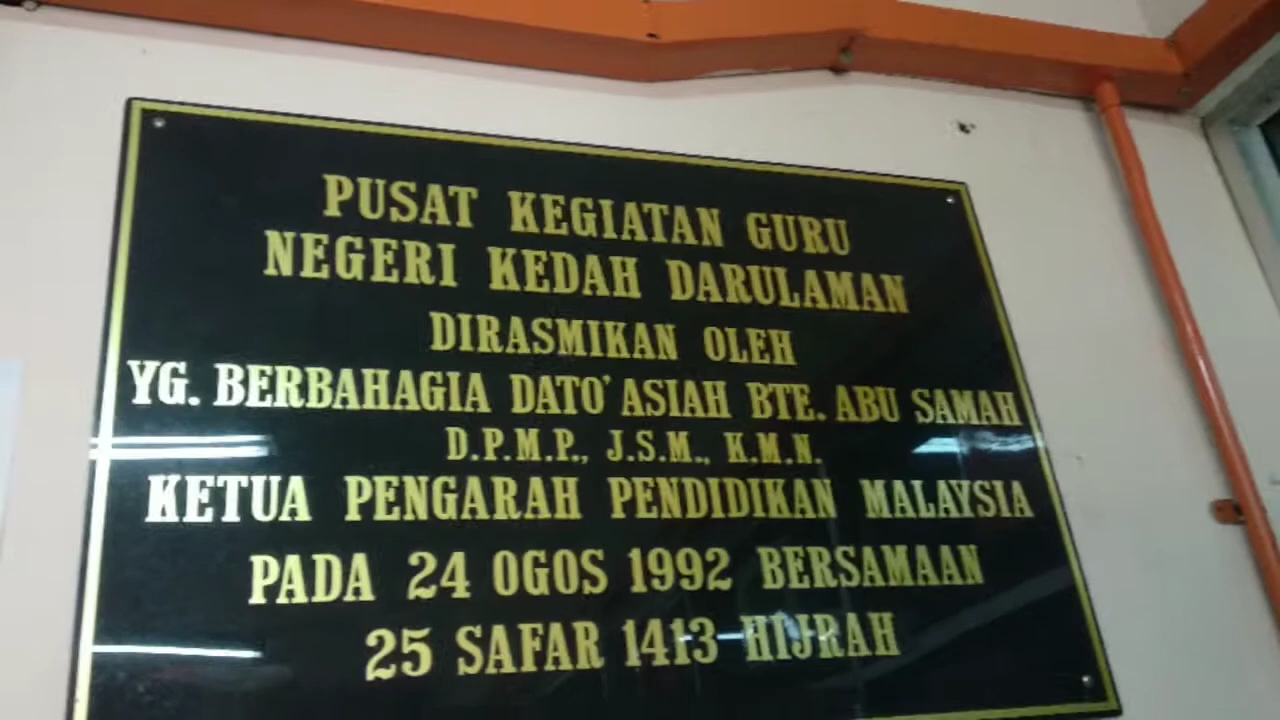 PUSAT KEGIATAN GURU
NEGERI KEDAH DARULAMAN
DIRASMIKAN OLEH
YG. BERBAHAGIA DATO' ASIAH BTE. ABU SAMAH
D.P.M.P., J.S.M., K.M.N.
KETUA PENGARAH PENDIDIKAN MALAYSIA
PADA 24 OGOS 1992 BERSAMAAN
25 SAFAR 1413 HIJRAH